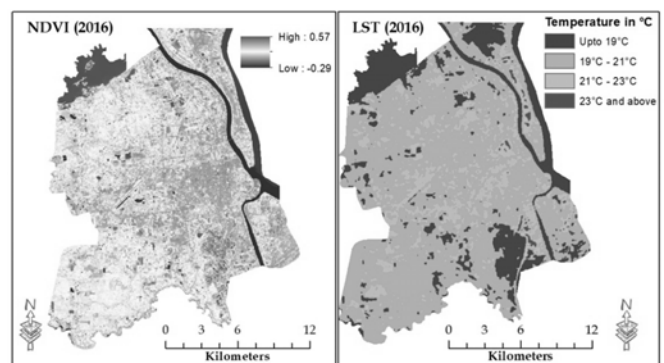 NDVI (2016)
High : 0.57
Low : -0.29
N
0 3 6 12
Kilometers
LST (2016)
Temperature in °C
Upto 19°C
19°C - 21°C
21°C - 23°C
23°C and above
N
0 3 6 12
Kilometers